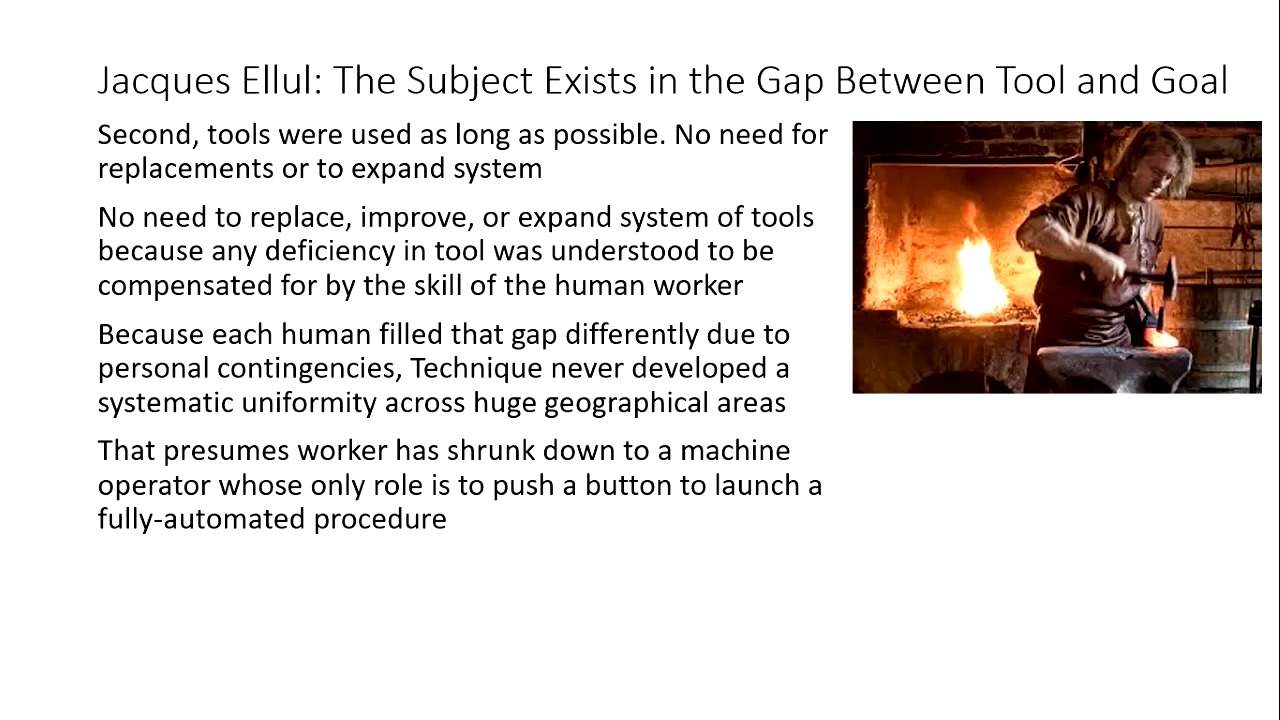 Jacques Ellul: The Subject Exists in the Gap Between Tool and Goal
Second, tools were used as long as possible. No need for
replacements or to expand system
No need to replace, improve, or expand system of tools
because any deficiency in tool was understood to be
compensated for by the skill of the human worker
Because each human filled that gap differently due to
personal contingencies, Technique never developed a
systematic uniformity across huge geographical areas
That presumes worker has shrunk down to a machine
operator whose only role is to push a button to launch a
fully-automated procedure